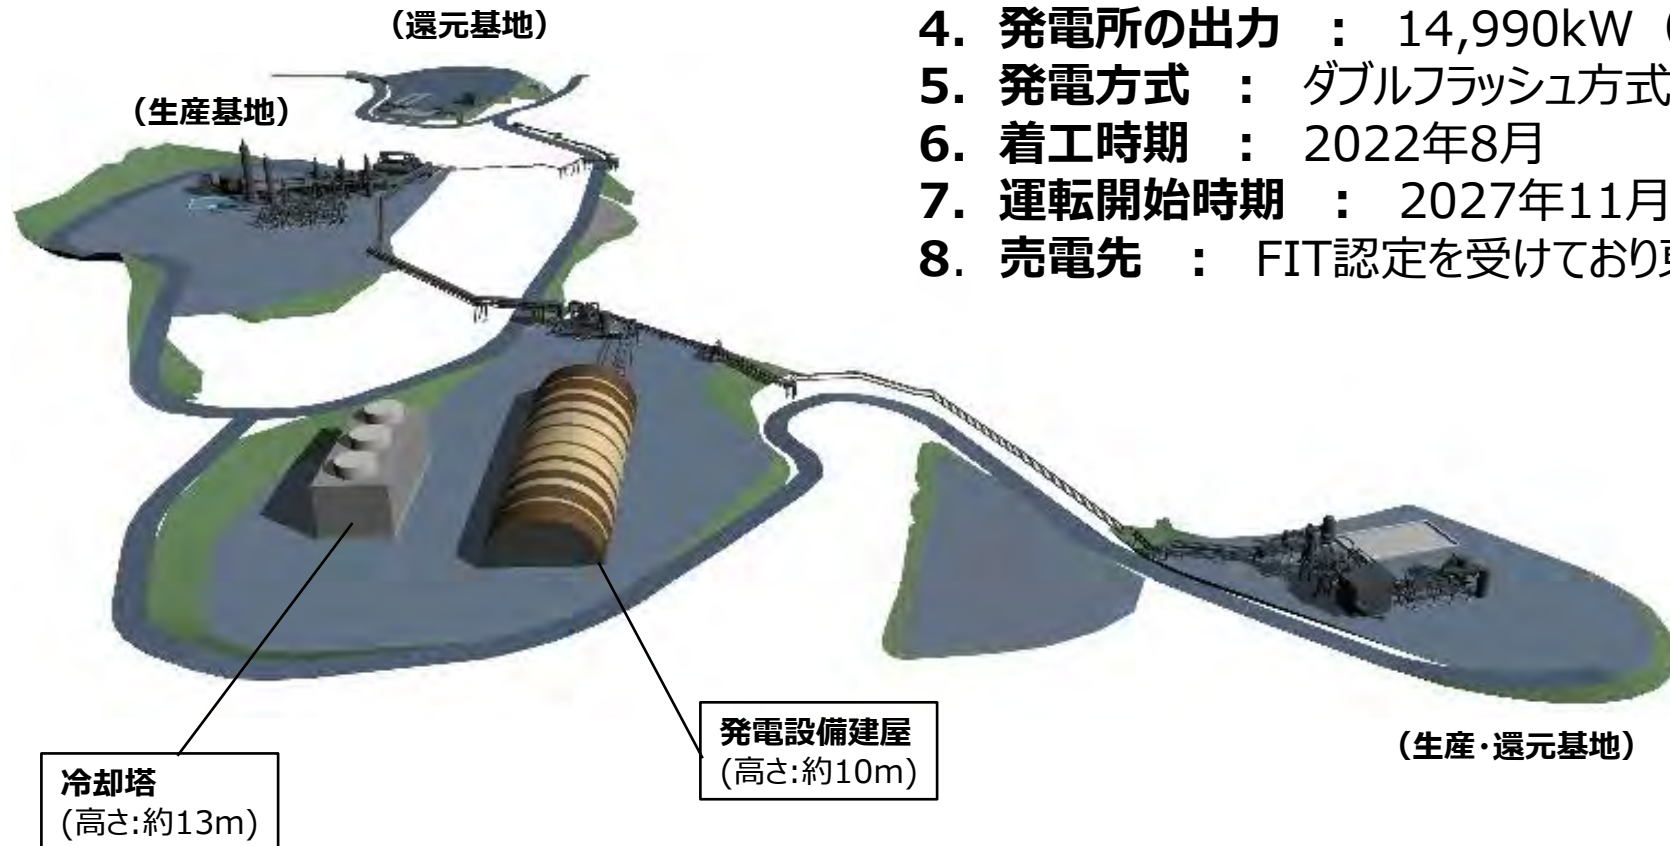 (還元基地)
(生産基地)
4. 発電所の出力 : 14,990kW
5. 発電方式 : ダブルフラッシュ方式
6. 着工時期 : 2022年8月
7. 運転開始時期 : 2027年11月
8. 売電先 : FIT認定を受けており
発電設備建屋
(高さ:約10m)
(生産・還元基地)
冷却塔
(高さ:約13m)